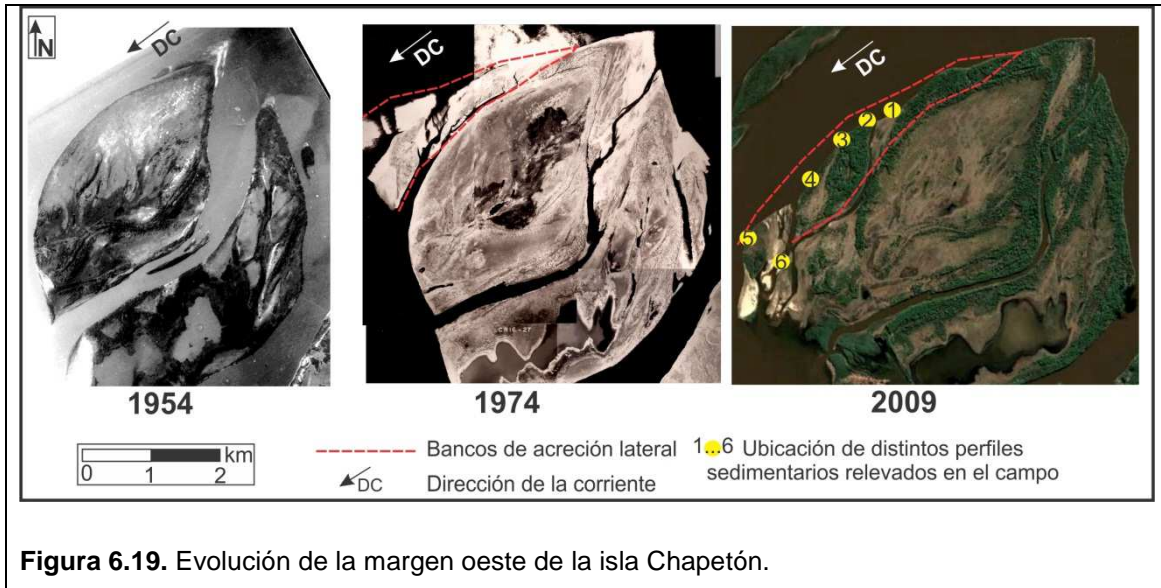 N
DC
DC
DC
1
2
3
4
5
6
CB16-27
1954
1974
2009
km
0 1 2
Bancos de acreción lateral
DC Dirección de la corriente
1...6 Ubicación de distintos perfiles
sedimentarios relevados en el campo
Figura 6.19. Evolución de la margen oeste de la isla Chapetón.